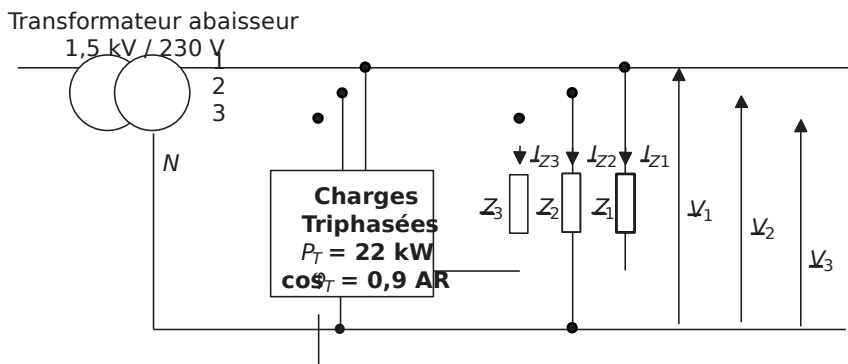 Transformateur abaisseur
1,5 kV / 230 V
1
2
3
N
Charges
Triphasées
P_T = 22 kW
cosφ_T = 0,9 AR
I_Z3
I_Z2
I_Z1
Z_3
Z_2
Z_1
V_1
V_2
V_3